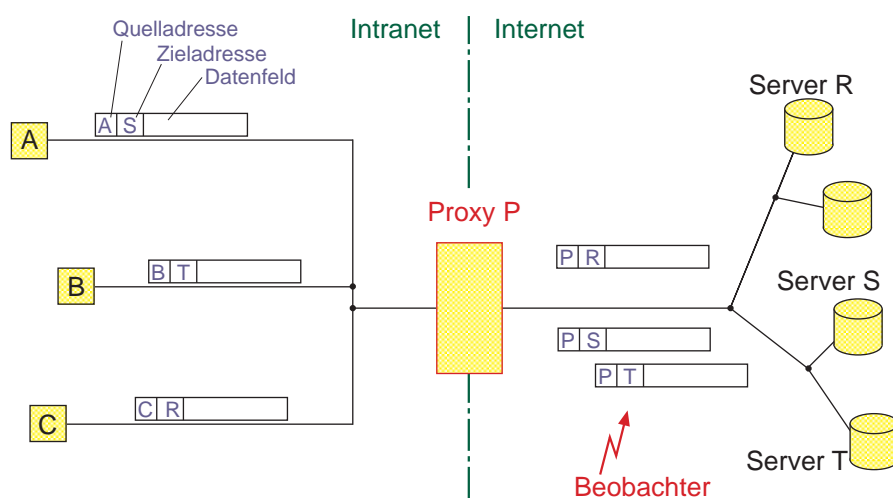 Quelladresse
Zieladresse
Datenfeld
Intranet
Internet
Server R
A S
A
Proxy P
P R
B T
B
Server S
P S
P T
C R
C
Server T
Beobachter